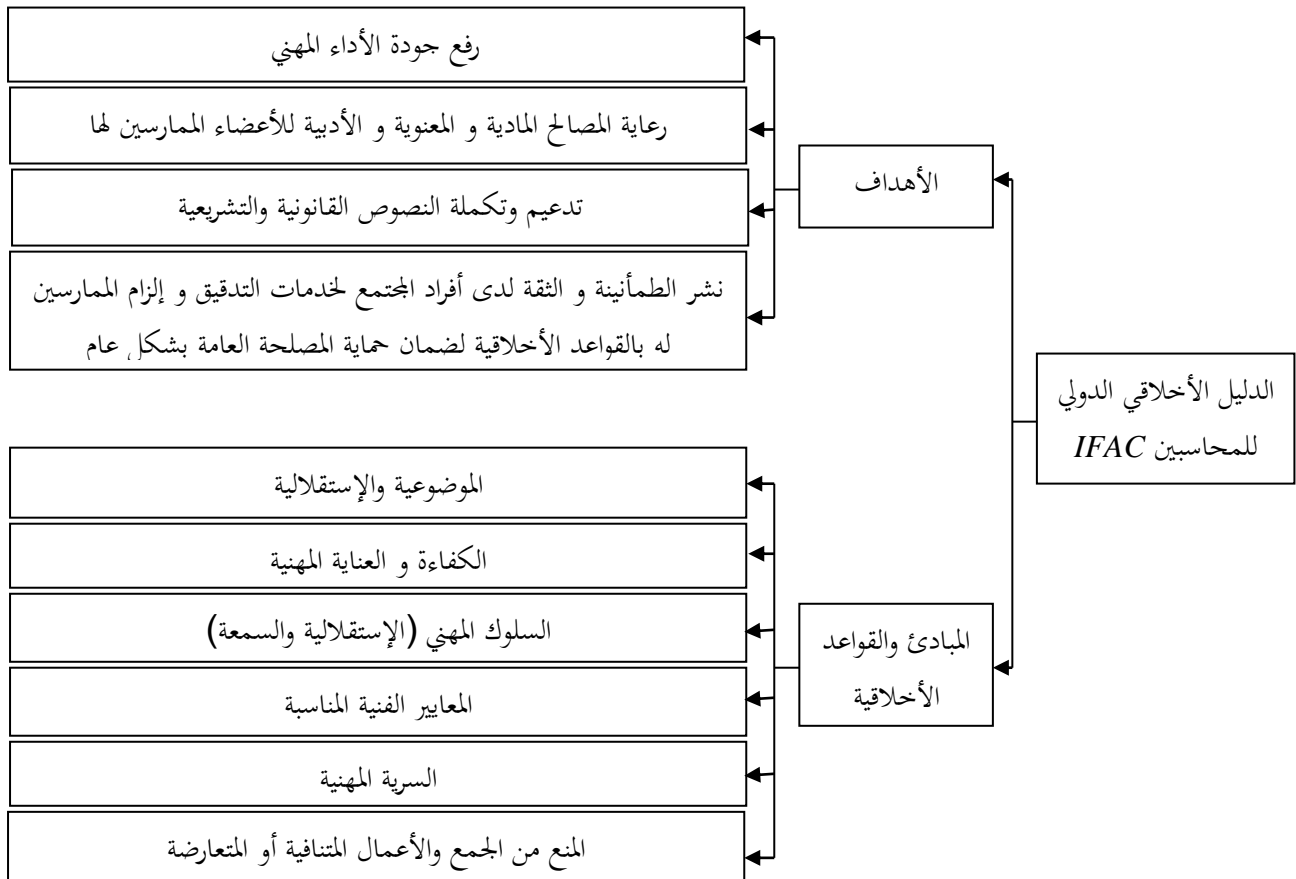 رفع جودة الأداء المهني
رعاية المصالح المادية و المعنوية و الأدبية للأعضاء الممارسين لها
الأهداف
تدعيم وتكملة النصوص القانونية والتشريعية
نشر الطمأنينة و الثقة لدى أفراد المجتمع لخدمات التدقيق و إلزام الممارسين
له بالقواعد الأخلاقية لضمان حماية المصلحة العامة بشكل عام
الدليل الأخلاقي الدولي
للمحاسبين IFAC
الموضوعية والإستقلالية
الكفاءة و العناية المهنية
السلوك المهني (الإستقلالية والسمعة)
المبادئ والقواعد
الأخلاقية
المعايير الفنية المناسبة
السرية المهنية
المنع من الجمع والأعمال المتنافية أو المتعارضة